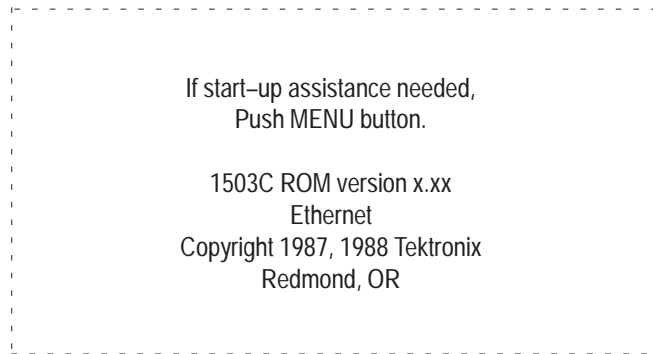 If start–up assistance needed,
Push MENU button.
1503C ROM version x.xx
Ethernet
Copyright 1987, 1988 Tektronix
Redmond, OR